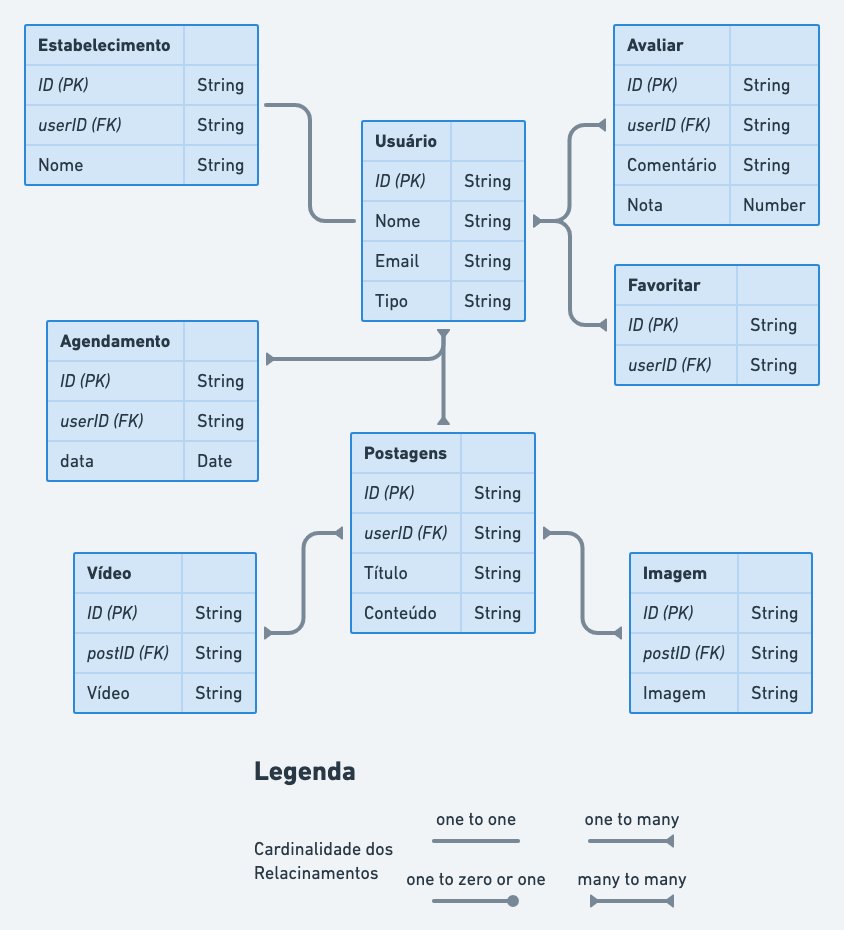 Estabelecimento
ID (PK) String
userID (FK) String
Nome String
Usuário
ID (PK) String
Nome String
Email String
Tipo String
Avaliar
ID (PK) String
userID (FK) String
Comentário String
Nota Number
Favoritar
ID (PK) String
userID (FK) String
Agendamento
ID (PK) String
userID (FK) String
data Date
Postagens
ID (PK) String
userID (FK) String
Título String
Conteúdo String
Vídeo
ID (PK) String
postID (FK) String
Vídeo String
Imagem
ID (PK) String
postID (FK) String
Imagem String
Legenda
Cardinalidade dos
Relacinamentos
one to one
one to many
one to zero or one
many to many